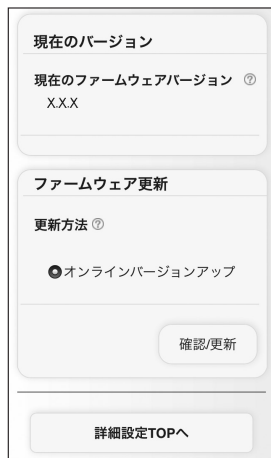 現在のバージョン
現在のファームウェアバージョン ?
X.X.X
ファームウェア更新
更新方法 ?
オンラインバージョンアップ
確認/更新
詳細設定TOPへ